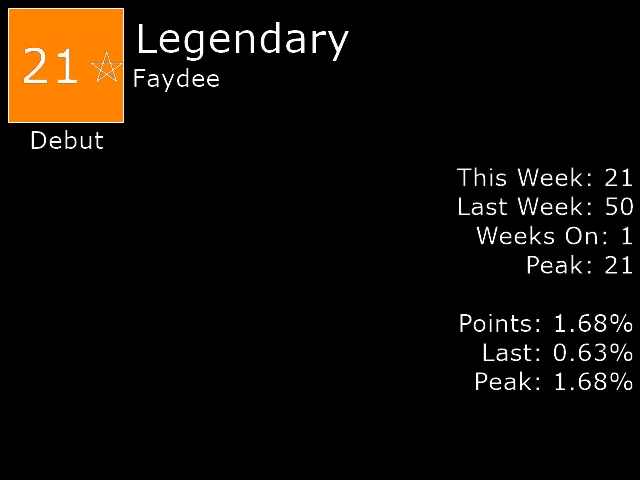 21
Legendary
Faydee
Debut
This Week: 21
Last Week: 50
Weeks On: 1
Peak: 21
Points: 1.68%
Last: 0.63%
Peak: 1.68%